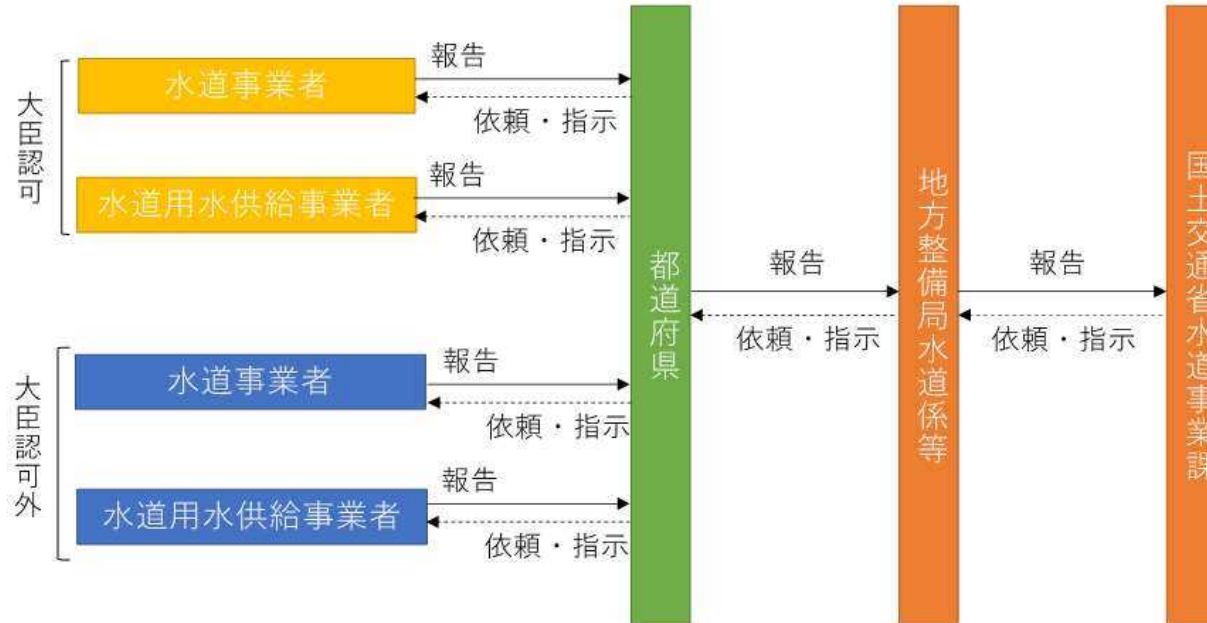 大臣認可
水道事業者
報告
依頼・指示
水道用水供給事業者
報告
依頼・指示
大臣認可外
水道事業者
報告
依頼・指示
水道用水供給事業者
報告
依頼・指示
都道府県
報告
依頼・指示
地方整備局水道係等
報告
依頼・指示
国土交通省水道事業課